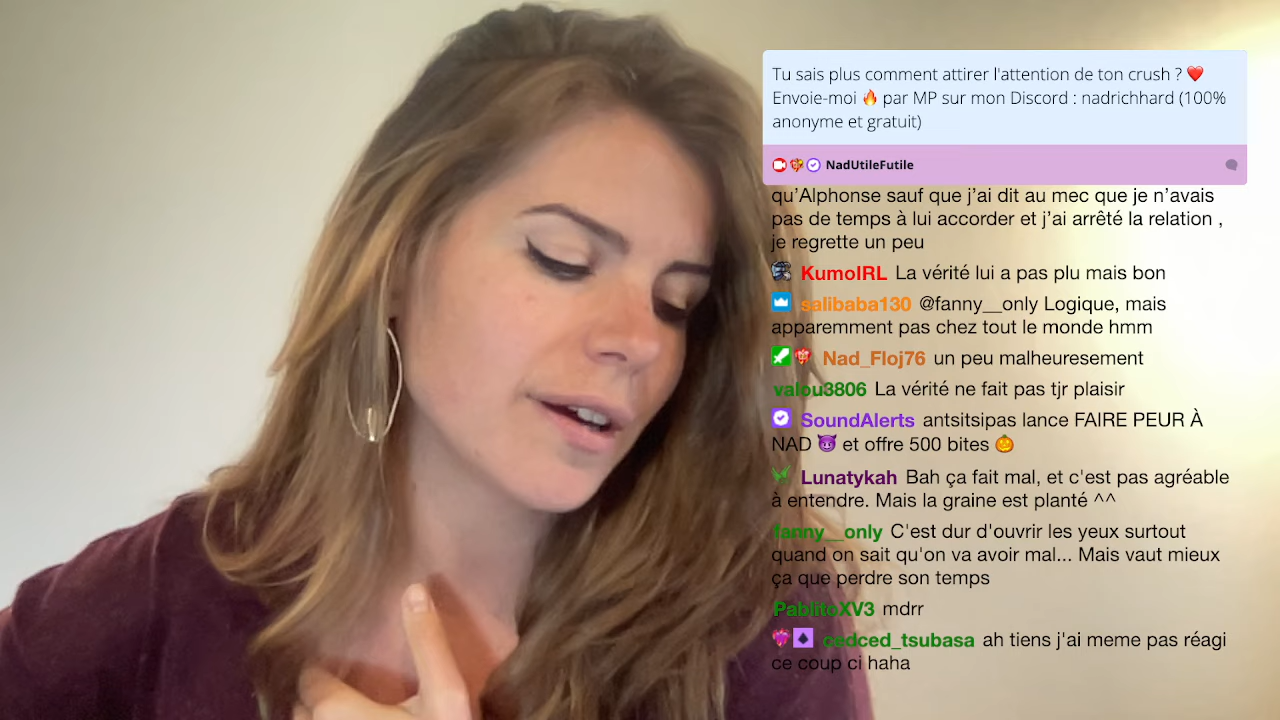 Tu sais plus comment attirer l'attention de ton crush ? ❤️
Envoie-moi 🔥 par MP sur mon Discord : nadrichhard (100%
anonyme et gratuit)
NadUtileFutile
qu’Alphonse sauf que j’ai dit au mec que je n’avais
pas de temps à lui accorder et j’ai arrêté la relation ,
je regrette un peu
KumoIRL La vérité lui a pas plu mais bon
salibaba130 @fanny__only Logique, mais
apparemment pas chez tout le monde hmm
Nad_Floj76 un peu malheuresement
valou3806 La vérité ne fait pas tjr plaisir
SoundAlerts antsitsipas lance FAIRE PEUR À
NAD 😈 et offre 500 bites 🎃
Lunatykah Bah ça fait mal, et c'est pas agréable
à entendre. Mais la graine est planté ^^
fanny__only C'est dur d'ouvrir les yeux surtout
quand on sait qu'on va avoir mal... Mais vaut mieux
ça que perdre son temps
PablitoXV3 mdrr
cedced_tsubasa ah tiens j'ai meme pas réagi
ce coup ci haha